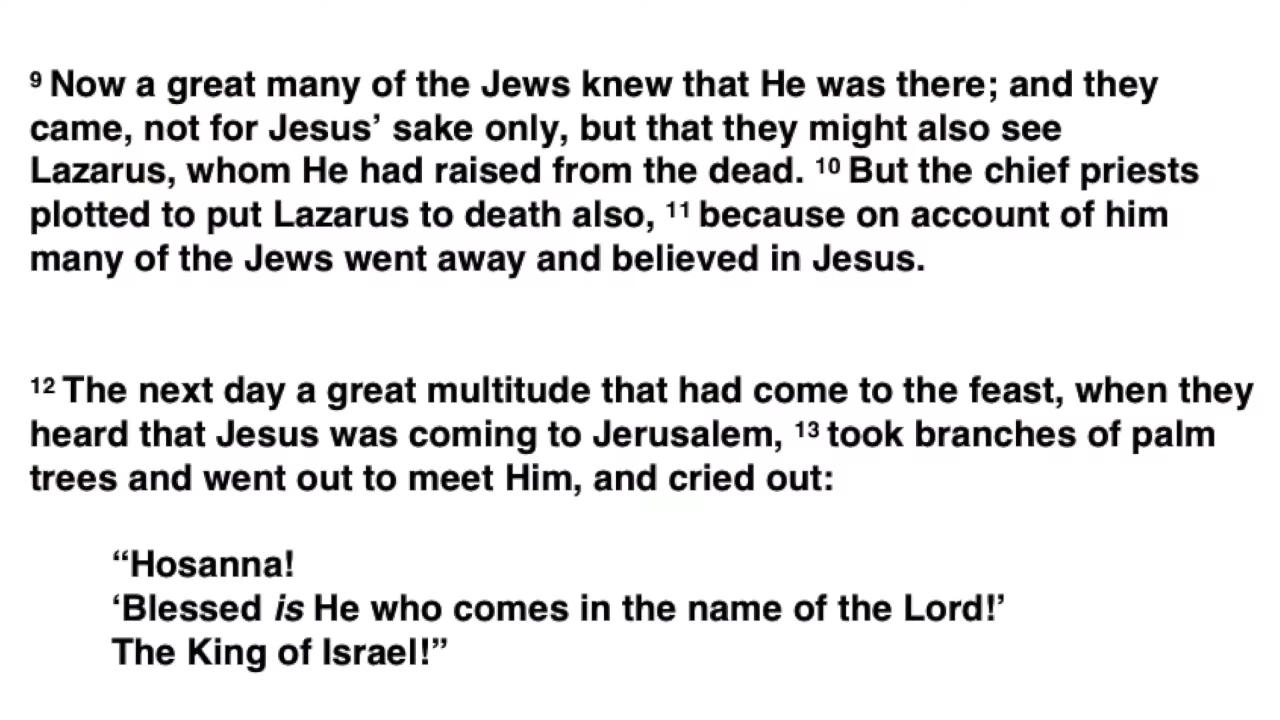 9 Now a great many of the Jews knew that He was there; and they
came, not for Jesus’ sake only, but that they might also see
Lazarus, whom He had raised from the dead. 10 But the chief priests
plotted to put Lazarus to death also, 11 because on account of him
many of the Jews went away and believed in Jesus.
12 The next day a great multitude that had come to the feast, when they
heard that Jesus was coming to Jerusalem, 13 took branches of palm
trees and went out to meet Him, and cried out:
“Hosanna!
‘Blessed is He who comes in the name of the Lord!’
The King of Israel!”